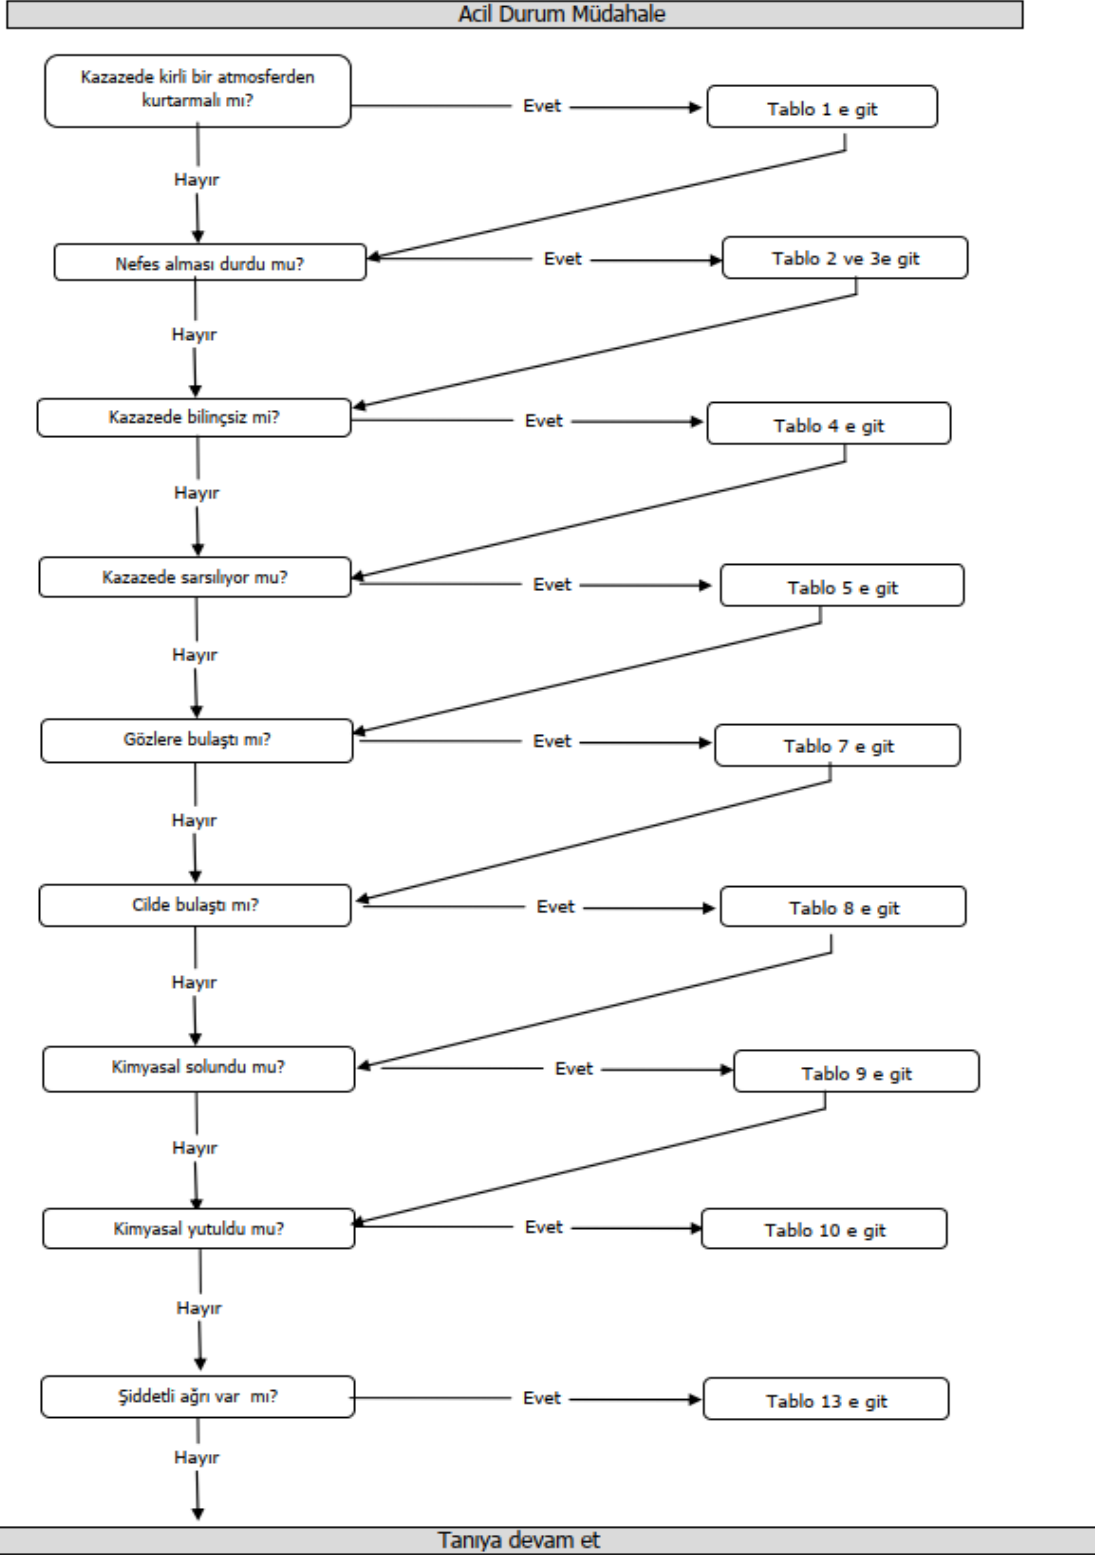 Acil Durum Müdahale
Kazazede kirli bir atmosferden
kurtarmalı mı?
Evet
Tablo 1 e git
Hayır
Nefes alması durdu mu?
Evet
Tablo 2 ve 3e git
Hayır
Kazazede bilinçsiz mi?
Evet
Tablo 4 e git
Hayır
Kazazede sarsılıyor mu?
Evet
Tablo 5 e git
Hayır
Gözlere bulaştı mı?
Evet
Tablo 7 e git
Hayır
Cilde bulaştı mı?
Evet
Tablo 8 e git
Hayır
Kimyasal solundu mu?
Evet
Tablo 9 e git
Hayır
Kimyasal yutuldu mu?
Evet
Tablo 10 e git
Hayır
Şiddetli ağrı var mı?
Evet
Tablo 13 e git
Hayır
Tanıya devam et